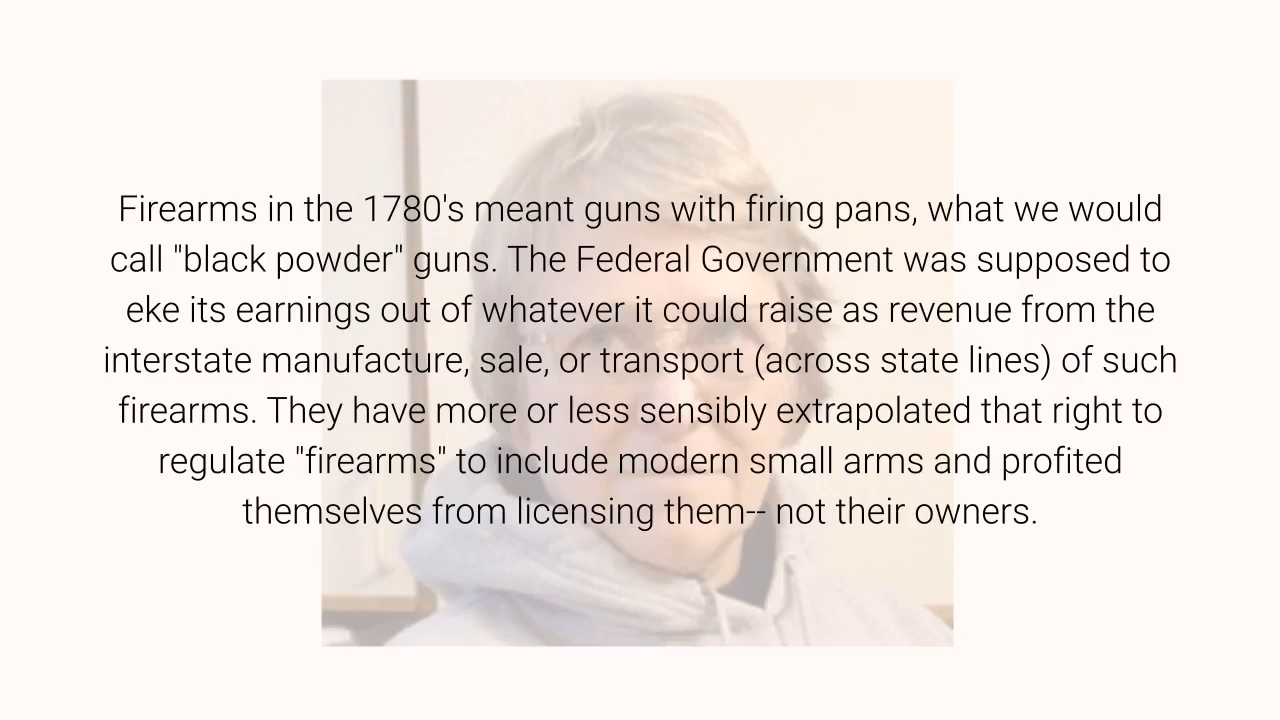 Firearms in the 1780's meant guns with firing pans, what we would
call "black powder" guns. The Federal Government was supposed to
eke its earnings out of whatever it could raise as revenue from the
interstate manufacture, sale, or transport (across state lines) of such
firearms. They have more or less sensibly extrapolated that right to
regulate "firearms" to include modern small arms and profited
themselves from licensing them-- not their owners.